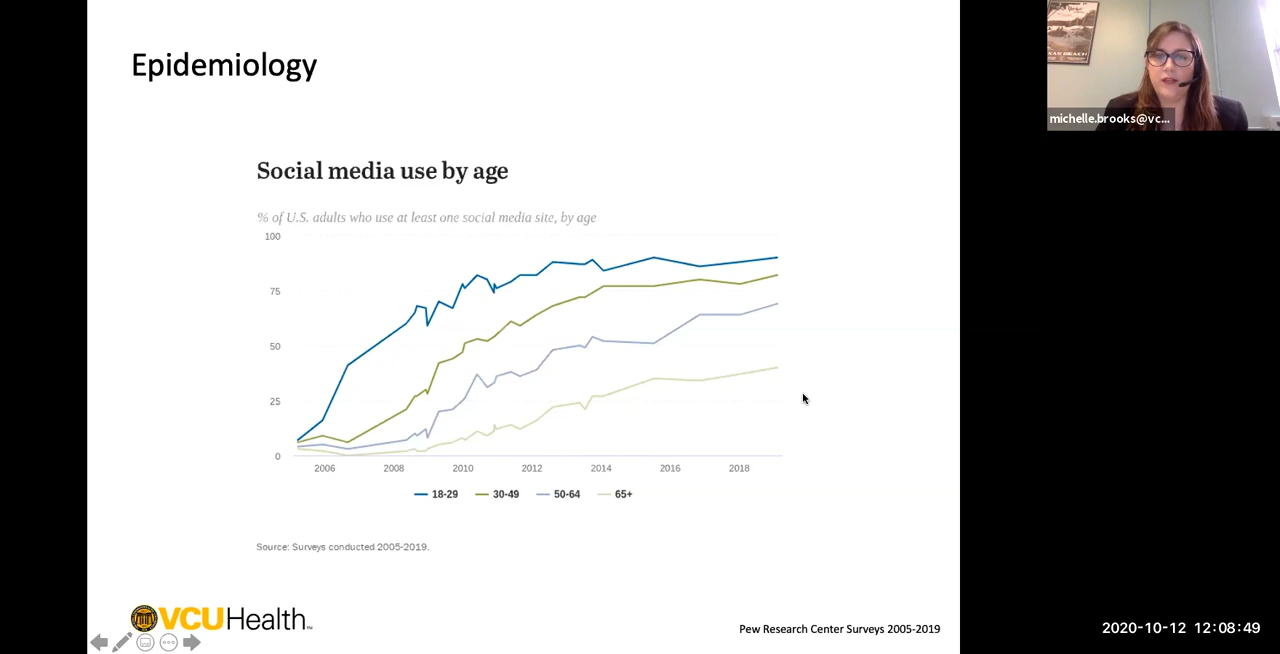 Epidemiology
Social media use by age
% of U.S. adults who use at least one social media site, by age
100
75
50
25
0
2006 2008 2010 2012 2014 2016 2018
18-29 30-49 50-64 65+
Source: Surveys conducted 2005-2019.
VCUHealth™
Pew Research Center Surveys 2005-2019
michelle.brooks@vc...
2020-10-12 12:08:49